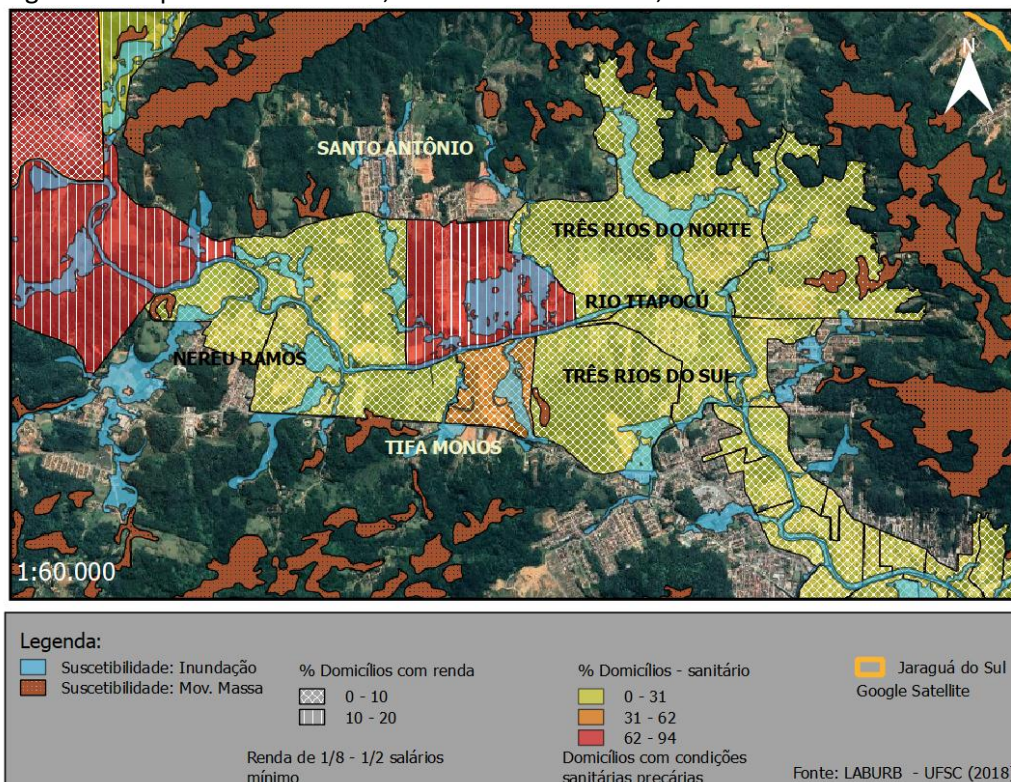 N
SANTO ANTÔNIO
TRÊS RIOS DO NORTE
RIO ITAPOCÚ
NEREU RAMOS
TRÊS RIOS DO SUL
TIFA MONOS
1:60.000
Legenda:
Suscetibilidade: Inundação
Suscetibilidade: Mov. Massa
% Domicílios com renda
0 - 10
10 - 20
Renda de 1/8 - 1/2 salários
mínimo
% Domicílios - sanitário
0 - 31
31 - 62
62 - 94
Domicílios com condições
sanitárias precárias
Jaraguá do Sul
Google Satellite
Fonte: LABURB - UFSC (2018)